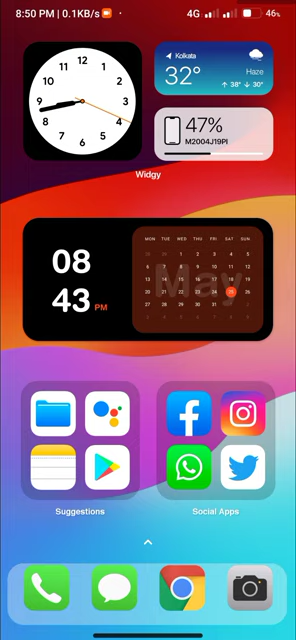 8:50 PM | 0.1KB/s
4G
46%
12
11 1
10 2
9 3
8 4
7 5
6
Kolkata
32°
Haze
↑ 38° ↓ 30°
47%
M2004J19PI
Widgy
08
43 PM
May
MON TUE WED THU FRI SAT SUN
29 30 1 2 3 4 5
6 7 8 9 10 11 12
13 14 15 16 17 18 19
20 21 22 23 24 25 26
27 28 29 30 31
Suggestions
Social Apps